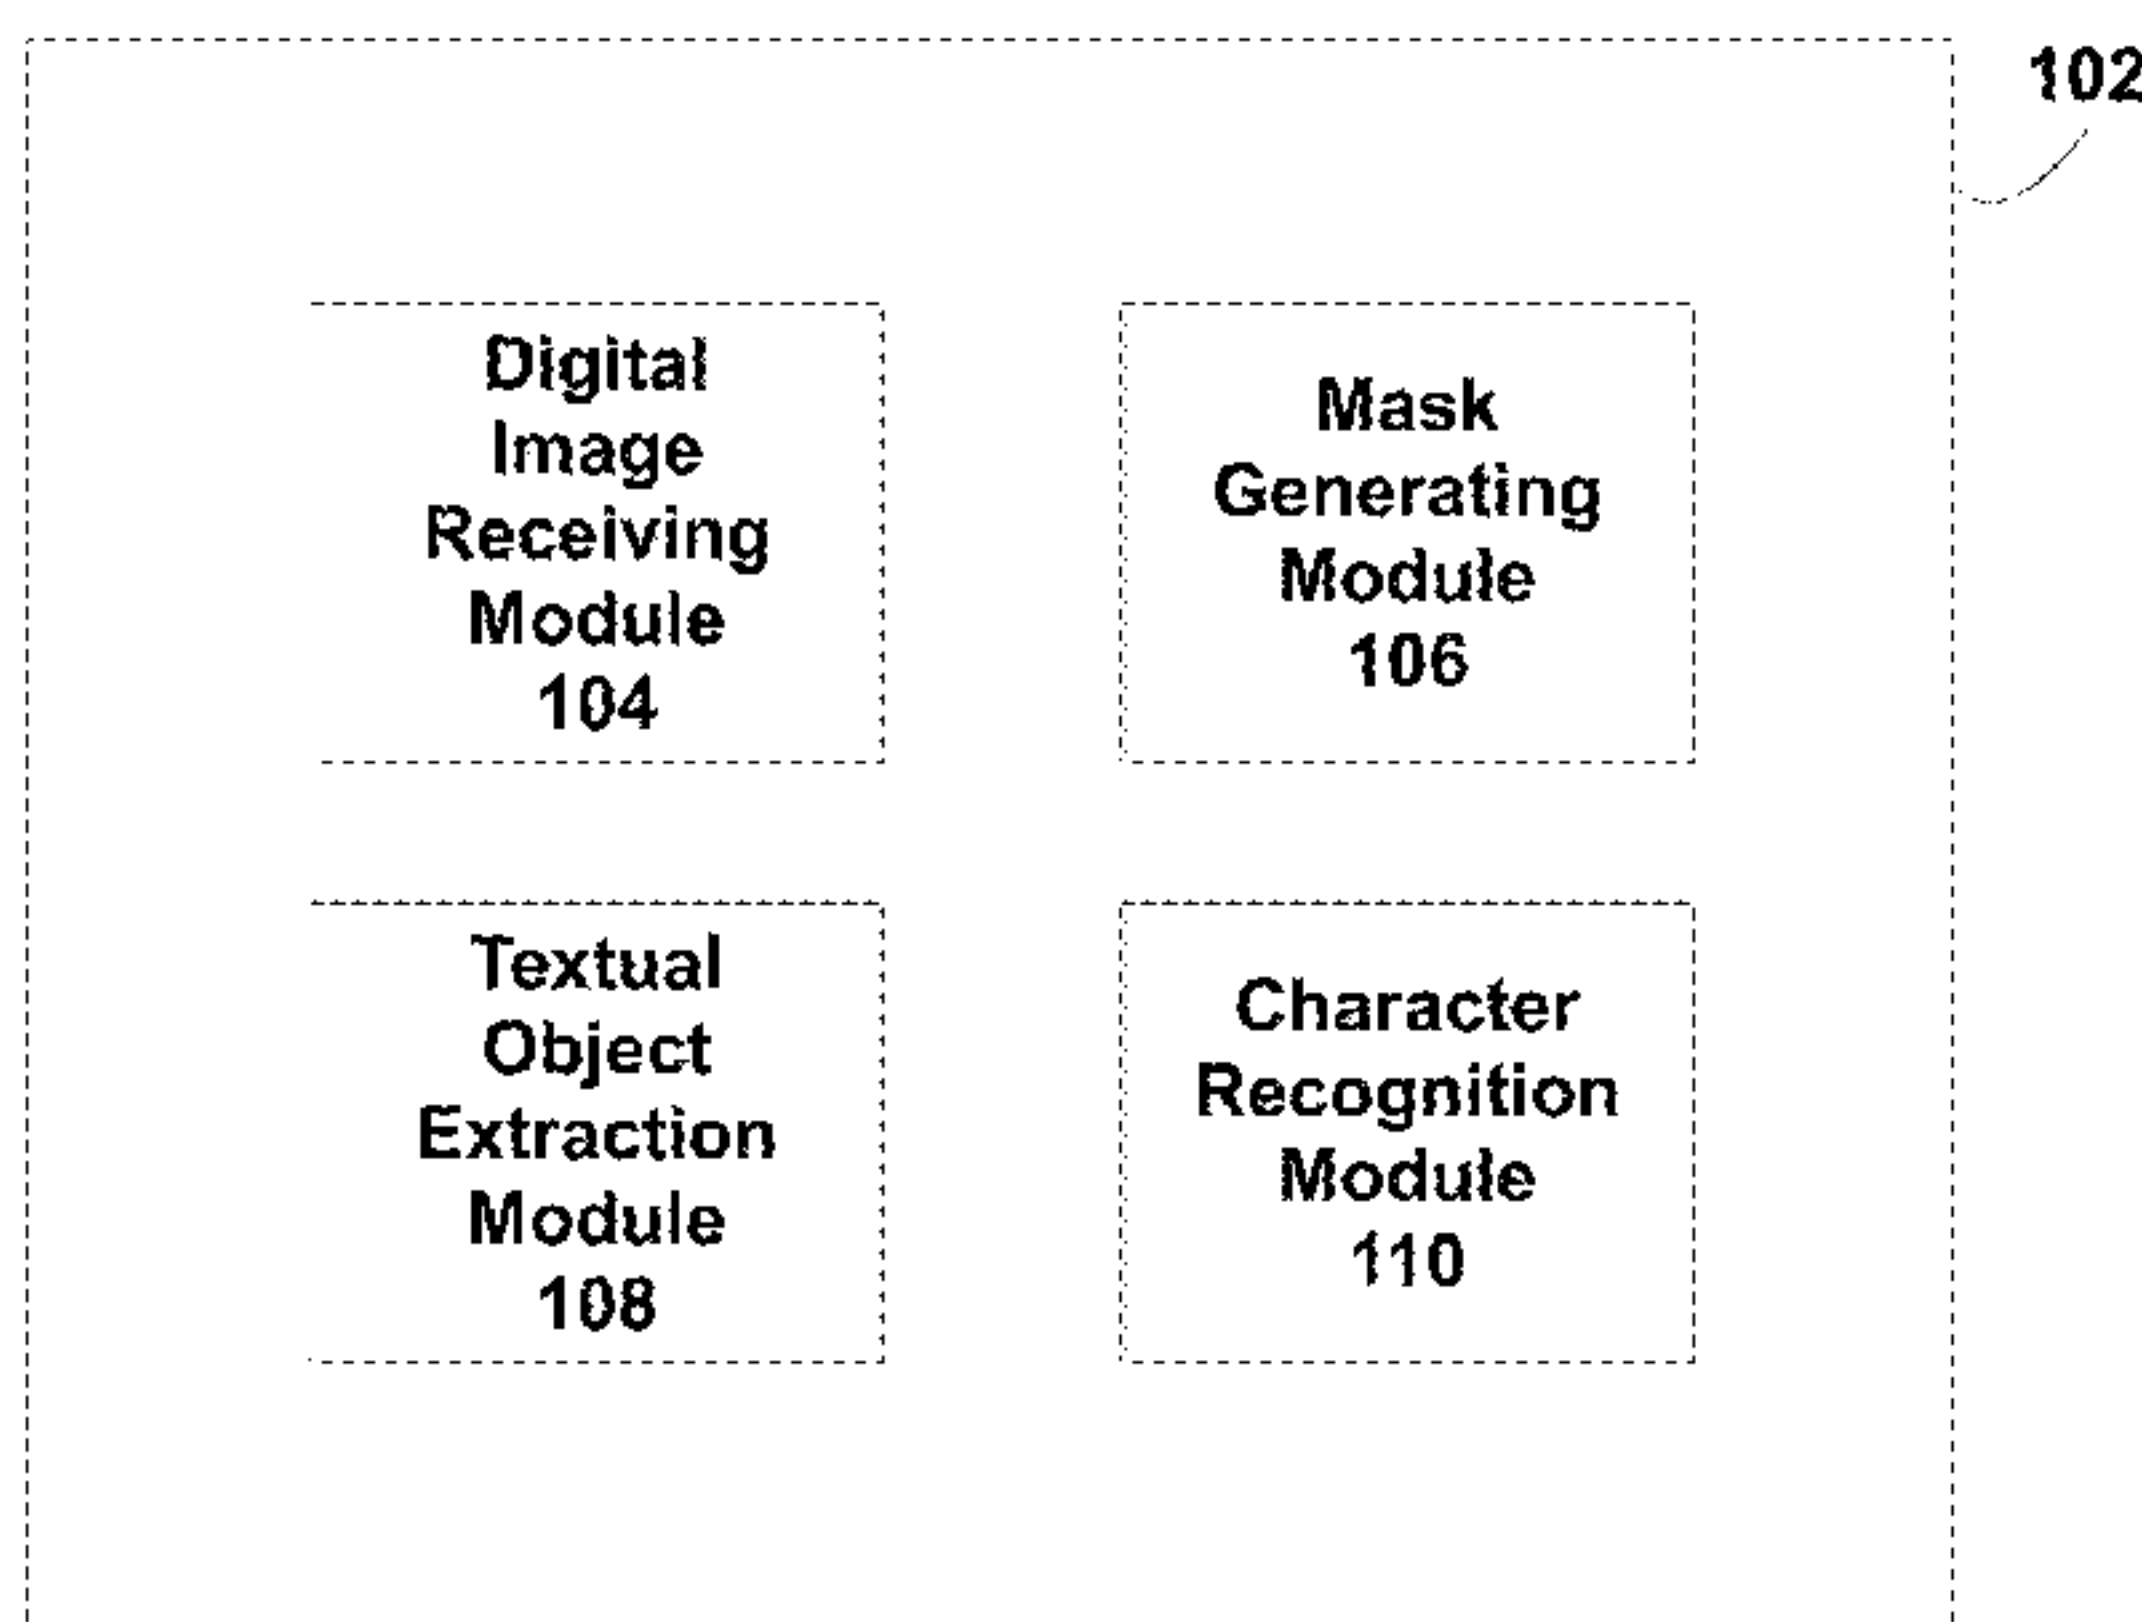 102
Digital
Image
Receiving
Module
104
Mask
Generating
Module
106
Textual
Object
Extraction
Module
108
Character
Recognition
Module
110